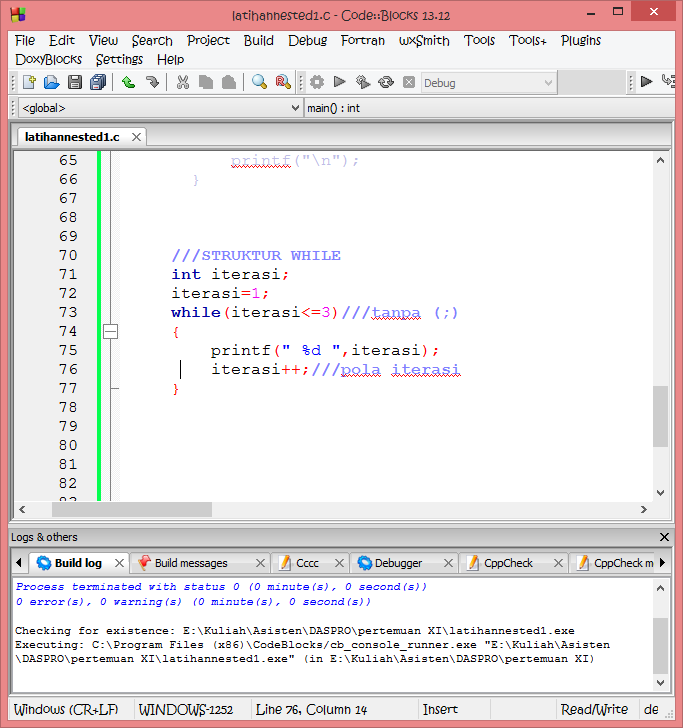 latihannested1.c - Code::Blocks 13-12
File Edit View Search Project Build Debug Fortran wxSmith Tools Tools+ Plugins
DoxyBlocks Settings Help
Debug
<global> main() : int
latihannested1.c
65 printf("\n");
66 }
67
68
69
70 ///STRUKTUR WHILE
71 int iterasi;
72 iterasi=1;
73 while(iterasi<=3)///tanpa (;)
74 {
75 printf(" %d ",iterasi);
76 iterasi++;///pola iterasi
77 }
78
79
80
81
82
Logs & others
Build log Build messages Cccc Debugger CppCheck CppCheck m
Process terminated with status 0 (0 minute(s), 0 second(s))
0 error(s), 0 warning(s) (0 minute(s), 0 second(s))
Checking for existence: E:\Kuliah\Asisten\DASPRO\pertemuan XI\latihannested1.exe
Executing: C:\Program Files (x86)\CodeBlocks/cb_console_runner.exe "E:\Kuliah\Asisten
\DASPRO\pertemuan XI\latihannested1.exe" (in E:\Kuliah\Asisten\DASPRO\pertemuan XI)
Windows (CR+LF) WINDOWS-1252 Line 76, Column 14 Insert Read/Write de